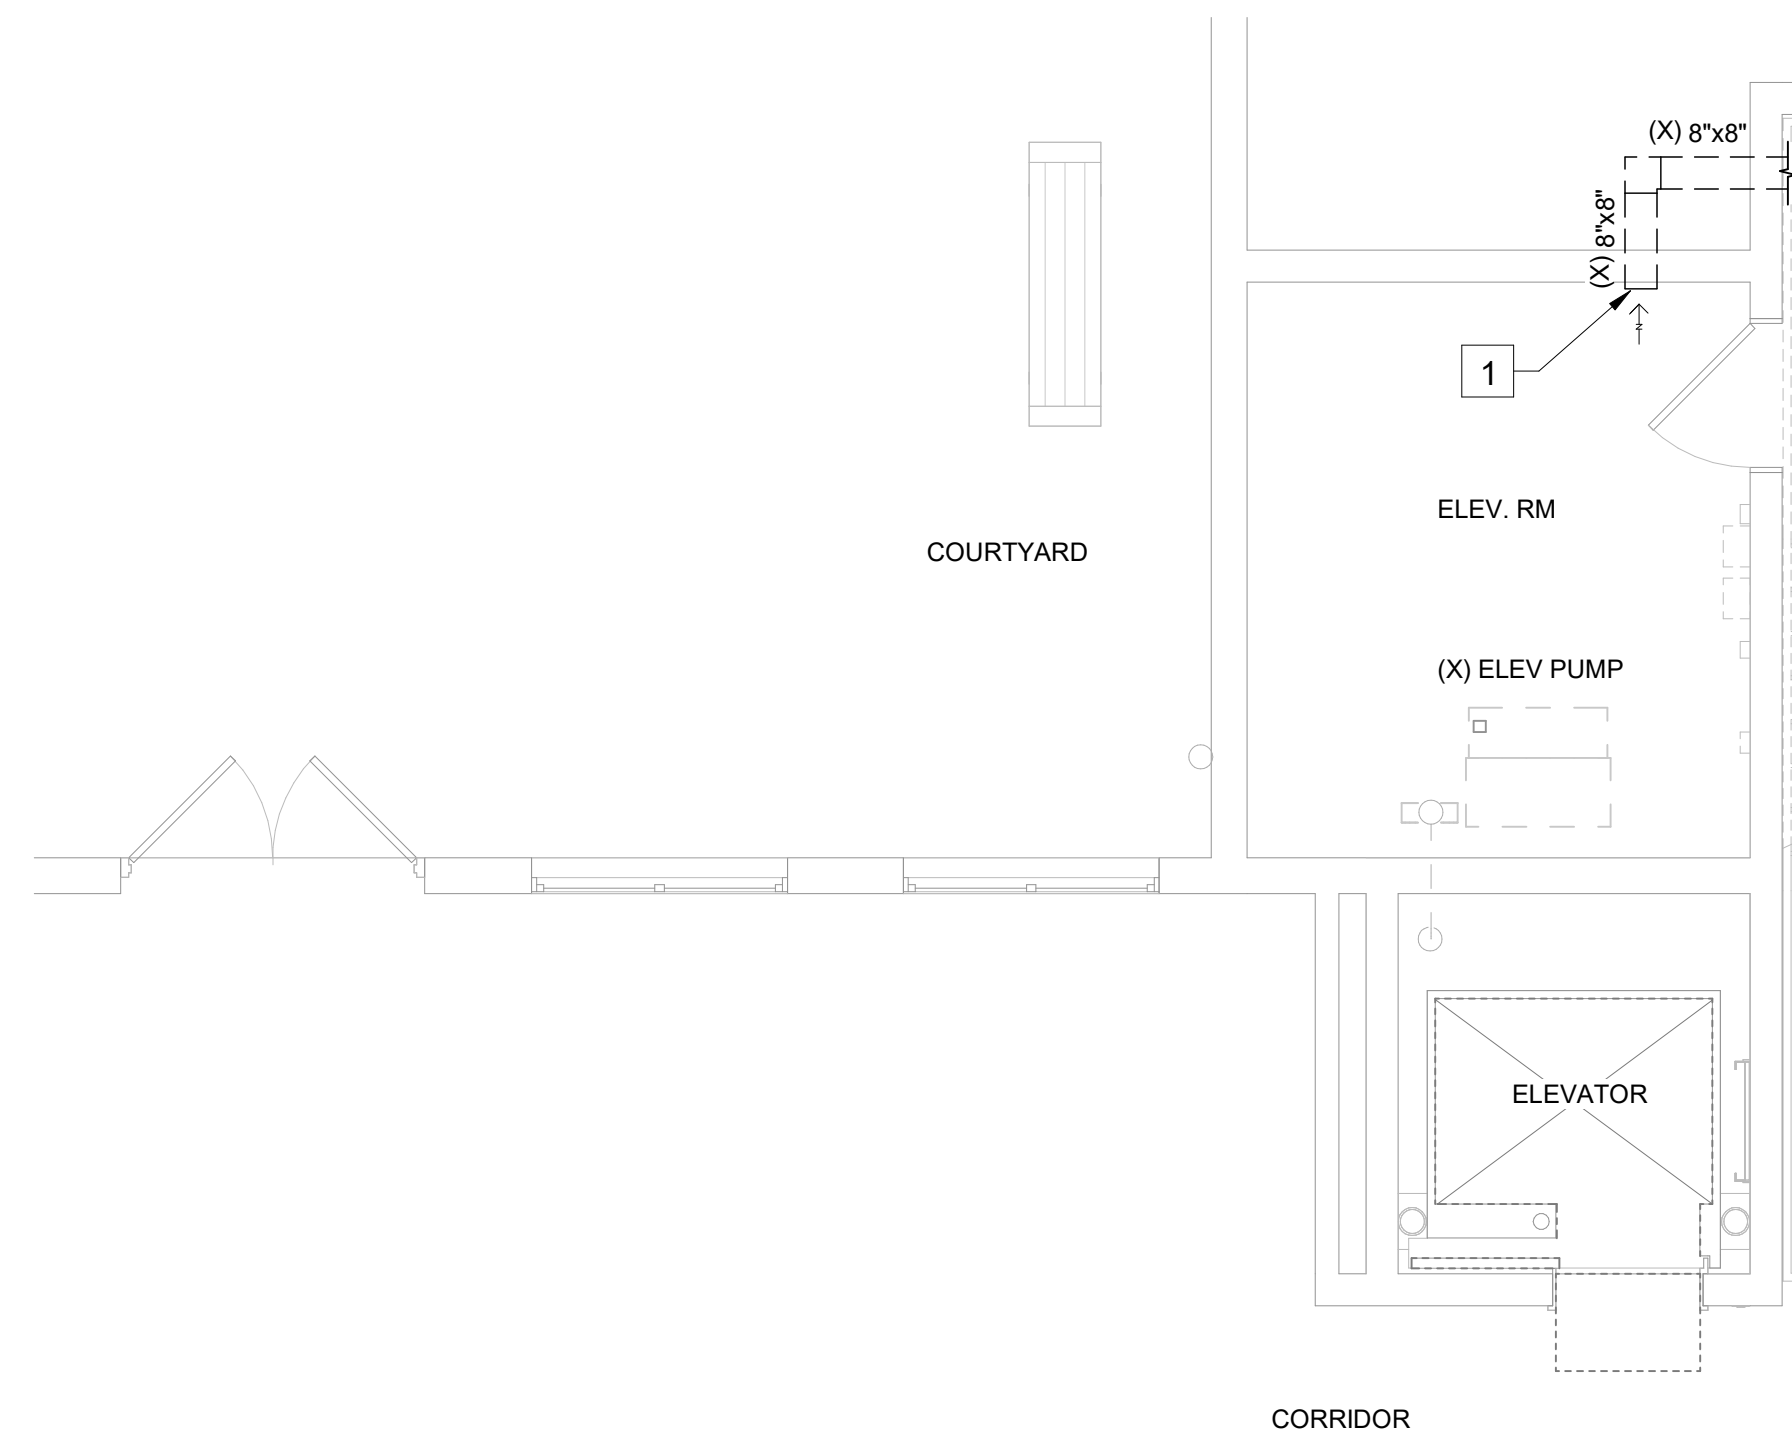 (X) 8"x8"
(X) 8"x8"
1
ELEV. RM
COURTYARD
(X) ELEV PUMP
ELEVATOR
CORRIDOR